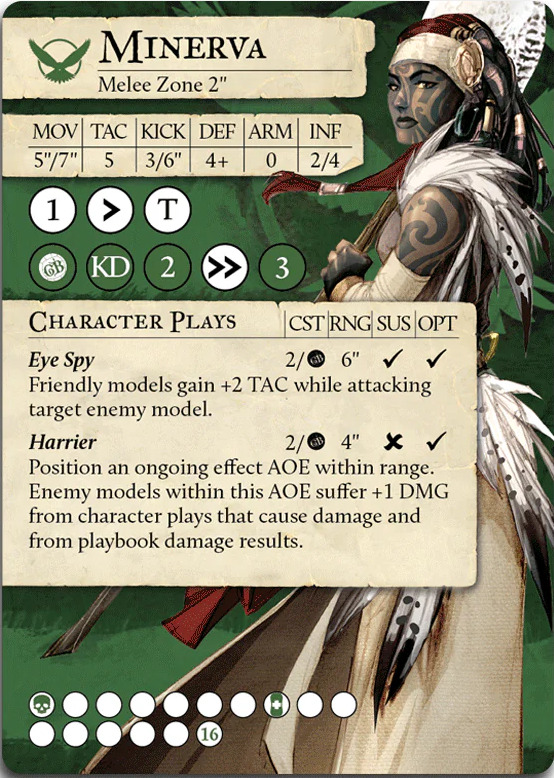 MINERVA
Melee Zone 2"
MOV TAC KICK DEF ARM INF
5"/7" 5 3/6" 4+ 0 2/4
1 > T
GB KD 2 >> 3
CHARACTER PLAYS CST RNG SUS OPT
Eye Spy 2/GB 6" ✓ ✓
Friendly models gain +2 TAC while attacking
target enemy model.
Harrier 2/GB 4" ✘ ✓
Position an ongoing effect AOE within range.
Enemy models within this AOE suffer +1 DMG
from character plays that cause damage and
from playbook damage results.
16